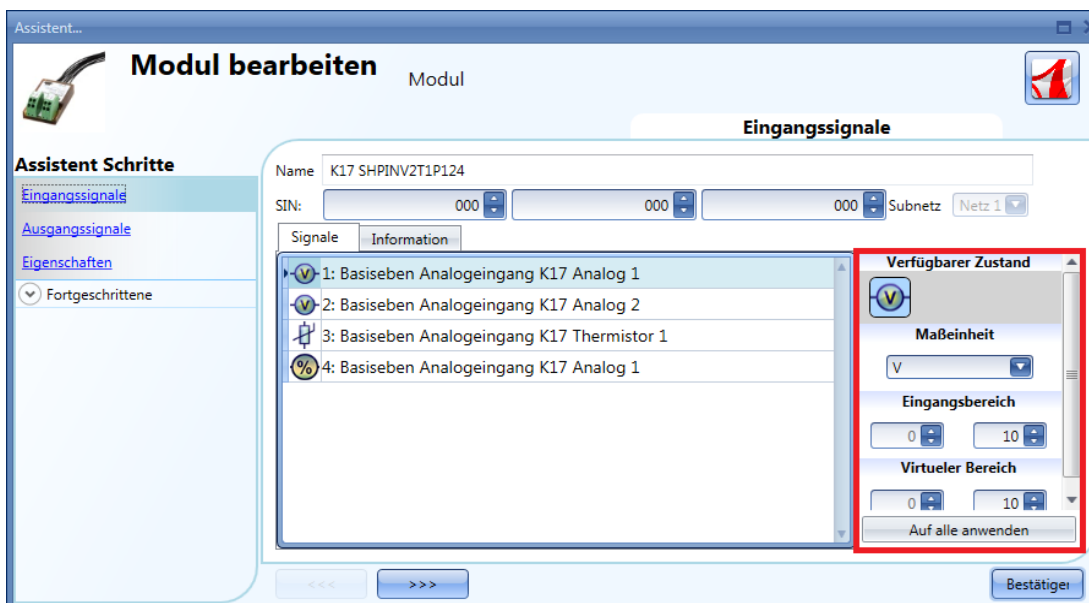 Assistent...
Modul bearbeiten
Modul
Eingangssignale
Assistent Schritte
Eingangssignale
Ausgangssignale
Eigenschaften
Fortgeschrittene
Name K17 SHPINV2T1P124
SIN: 000 000 000 Subnetz Netz 1
Signale Information
1: Basiseben Analogeingang K17 Analog 1
2: Basiseben Analogeingang K17 Analog 2
3: Basiseben Analogeingang K17 Thermistor 1
4: Basiseben Analogeingang K17 Analog 1
Verfügbarer Zustand
V
Maßeinheit
V
Eingangsbereich
0 10
Virtueler Bereich
0 10
Auf alle anwenden
<<< >>>
Bestätiger